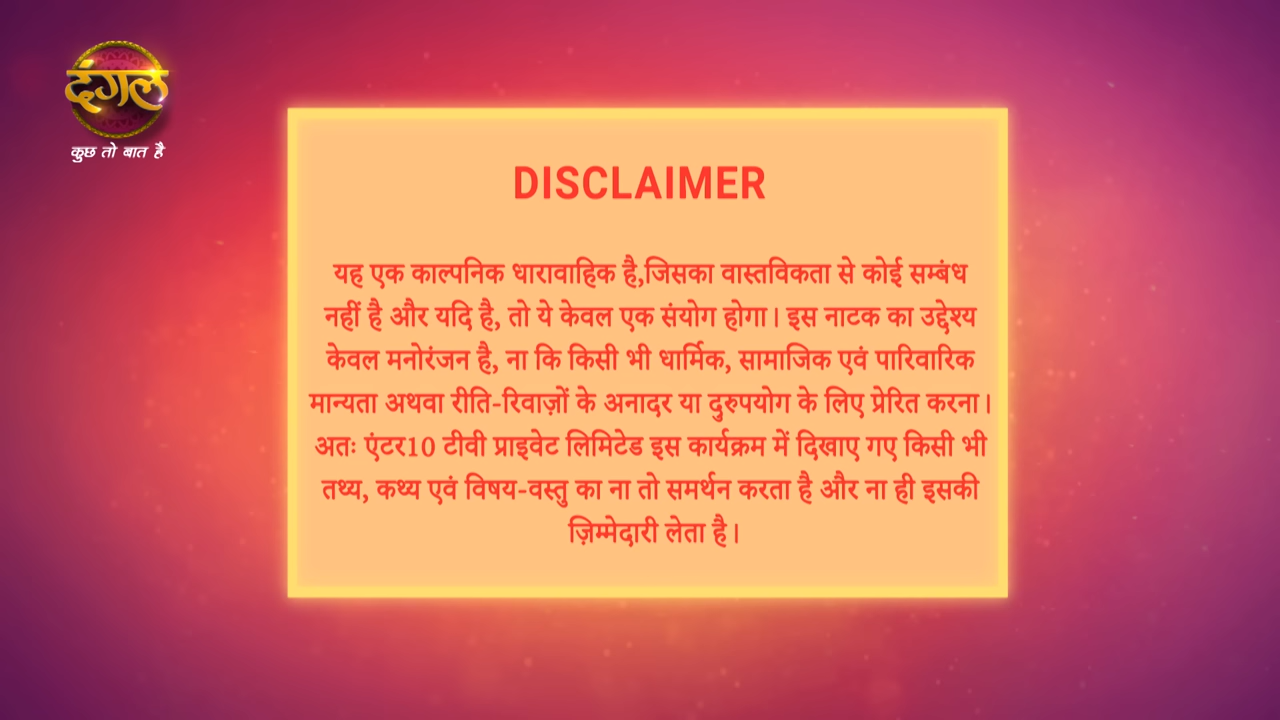 दंगल
कुछ तो बात है
DISCLAIMER
यह एक काल्पनिक धारावाहिक है,जिसका वास्तविकता से कोई सम्बंध
नहीं है और यदि है, तो ये केवल एक संयोग होगा। इस नाटक का उद्देश्य
केवल मनोरंजन है, ना कि किसी भी धार्मिक, सामाजिक एवं पारिवारिक
मान्यता अथवा रीति-रिवाज़ों के अनादर या दुरुपयोग के लिए प्रेरित करना।
अतः एंटर10 टीवी प्राइवेट लिमिटेड इस कार्यक्रम में दिखाए गए किसी भी
तथ्य, कथ्य एवं विषय-वस्तु का ना तो समर्थन करता है और ना ही इसकी
ज़िम्मेदारी लेता है।